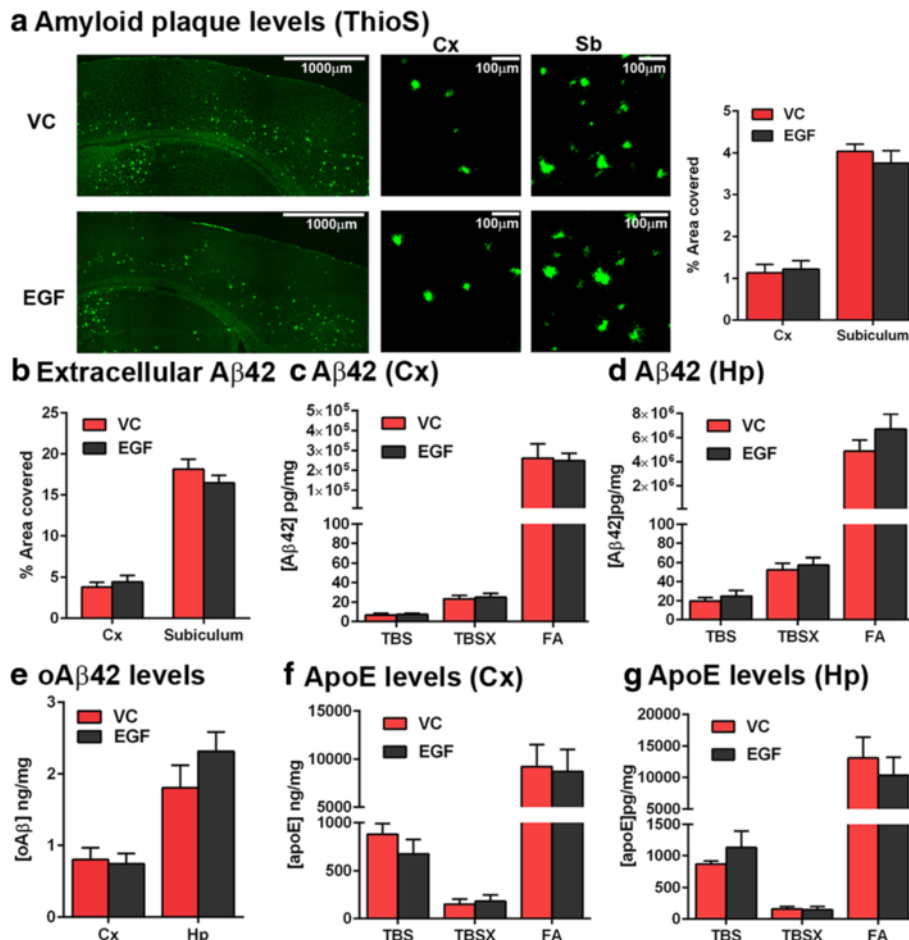 a Amyloid plaque levels (ThioS)
Cx Sb
VC
1000μm 100μm 100μm
EGF
1000μm 100μm 100μm
VC
EGF
% Area covered
5
4
3
2
1
0
Cx Subiculum
b Extracellular Aβ42
VC
EGF
% Area covered
25
20
15
10
5
0
Cx Subiculum
c Aβ42 (Cx)
VC
EGF
[Aβ42] pg/mg
5×10⁵
4×10⁵
3×10⁵
2×10⁵
1×10⁵
100
80
60
40
20
0
TBS TBSX FA
d Aβ42 (Hp)
VC
EGF
[Aβ42]pg/mg
8×10⁶
6×10⁶
4×10⁶
2×10⁶
100
80
60
40
20
0
TBS TBSX FA
e oAβ42 levels
VC
EGF
[oAβ] ng/mg
3
2
1
0
Cx Hp
f ApoE levels (Cx)
VC
EGF
[apoE] ng/mg
15000
10000
5000
1000
500
0
TBS TBSX FA
g ApoE levels (Hp)
VC
EGF
[apoE]pg/mg
20000
15000
10000
5000
1500
1000
500
0
TBS TBSX FA